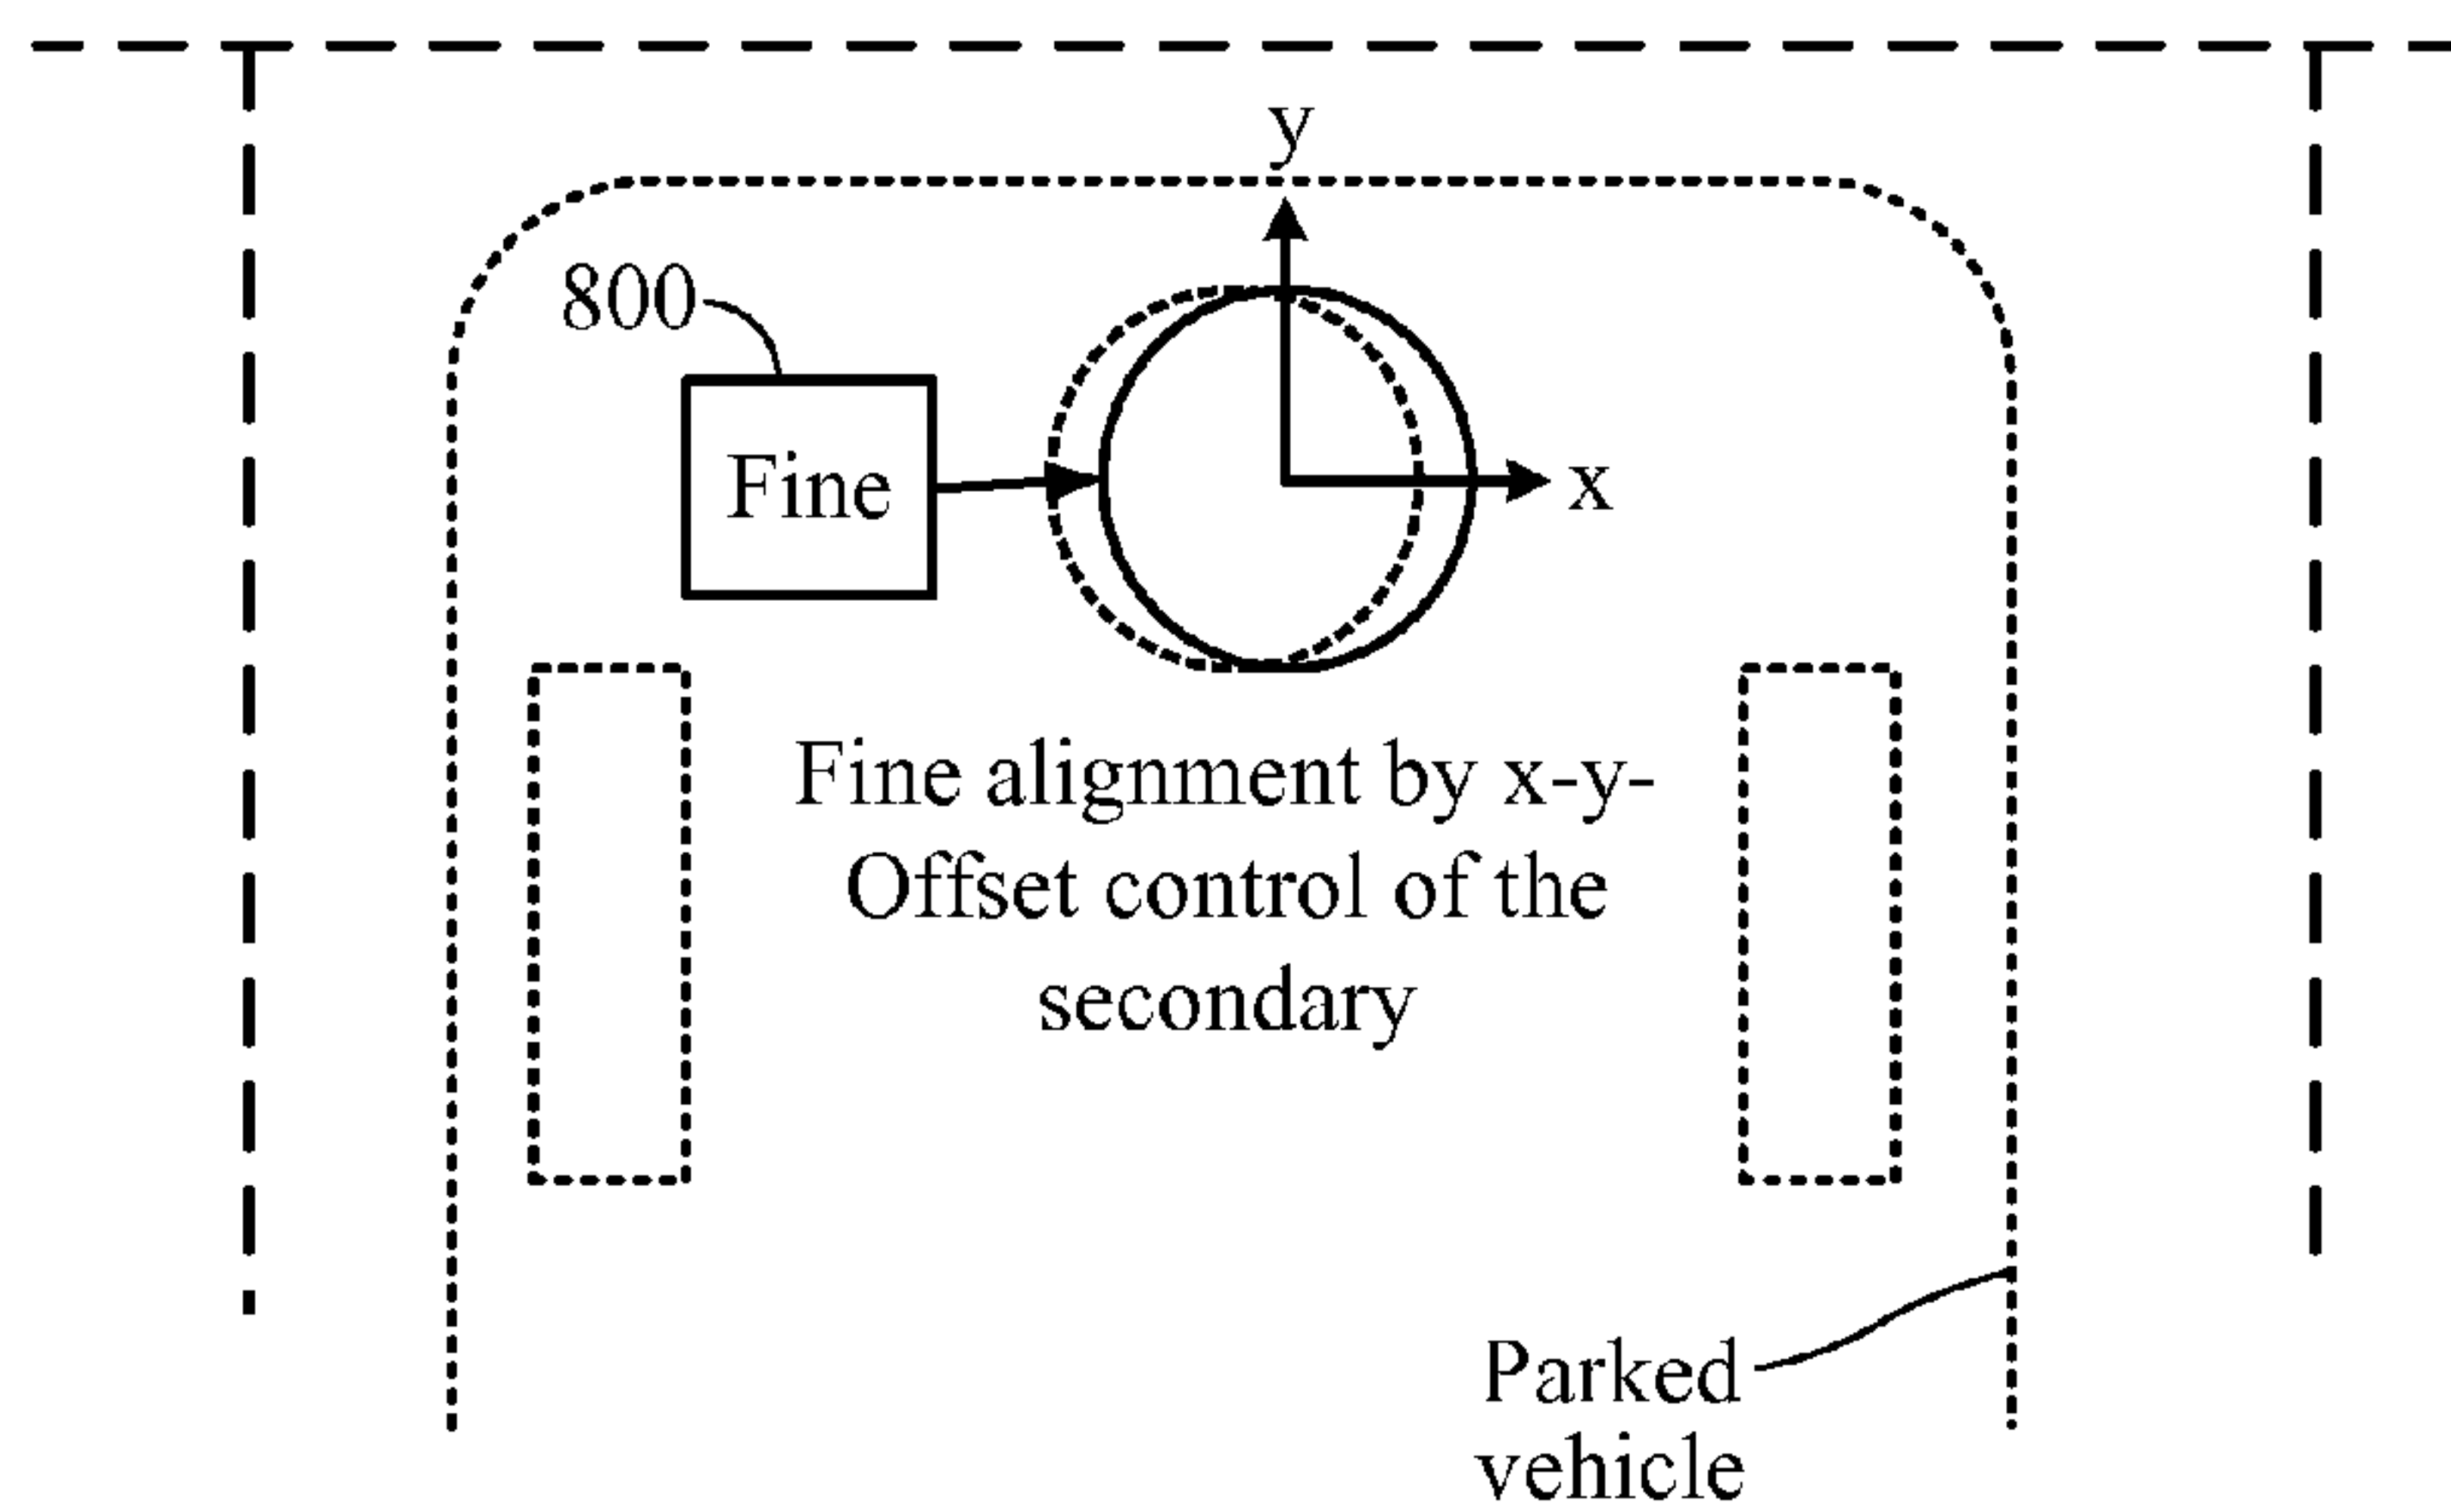 y
800
Fine
x
Fine alignment by x-y-
Offset control of the
secondary
Parked
vehicle